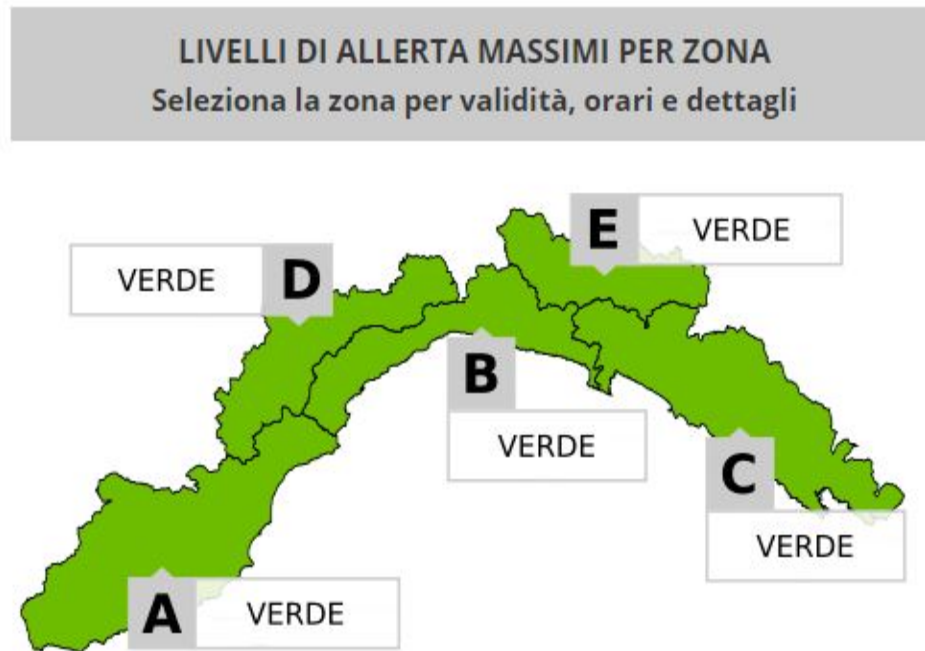 LIVELLI DI ALLERTA MASSIMI PER ZONA
Seleziona la zona per validità, orari e dettagli
E VERDE
VERDE D
B
VERDE
C
VERDE
A VERDE